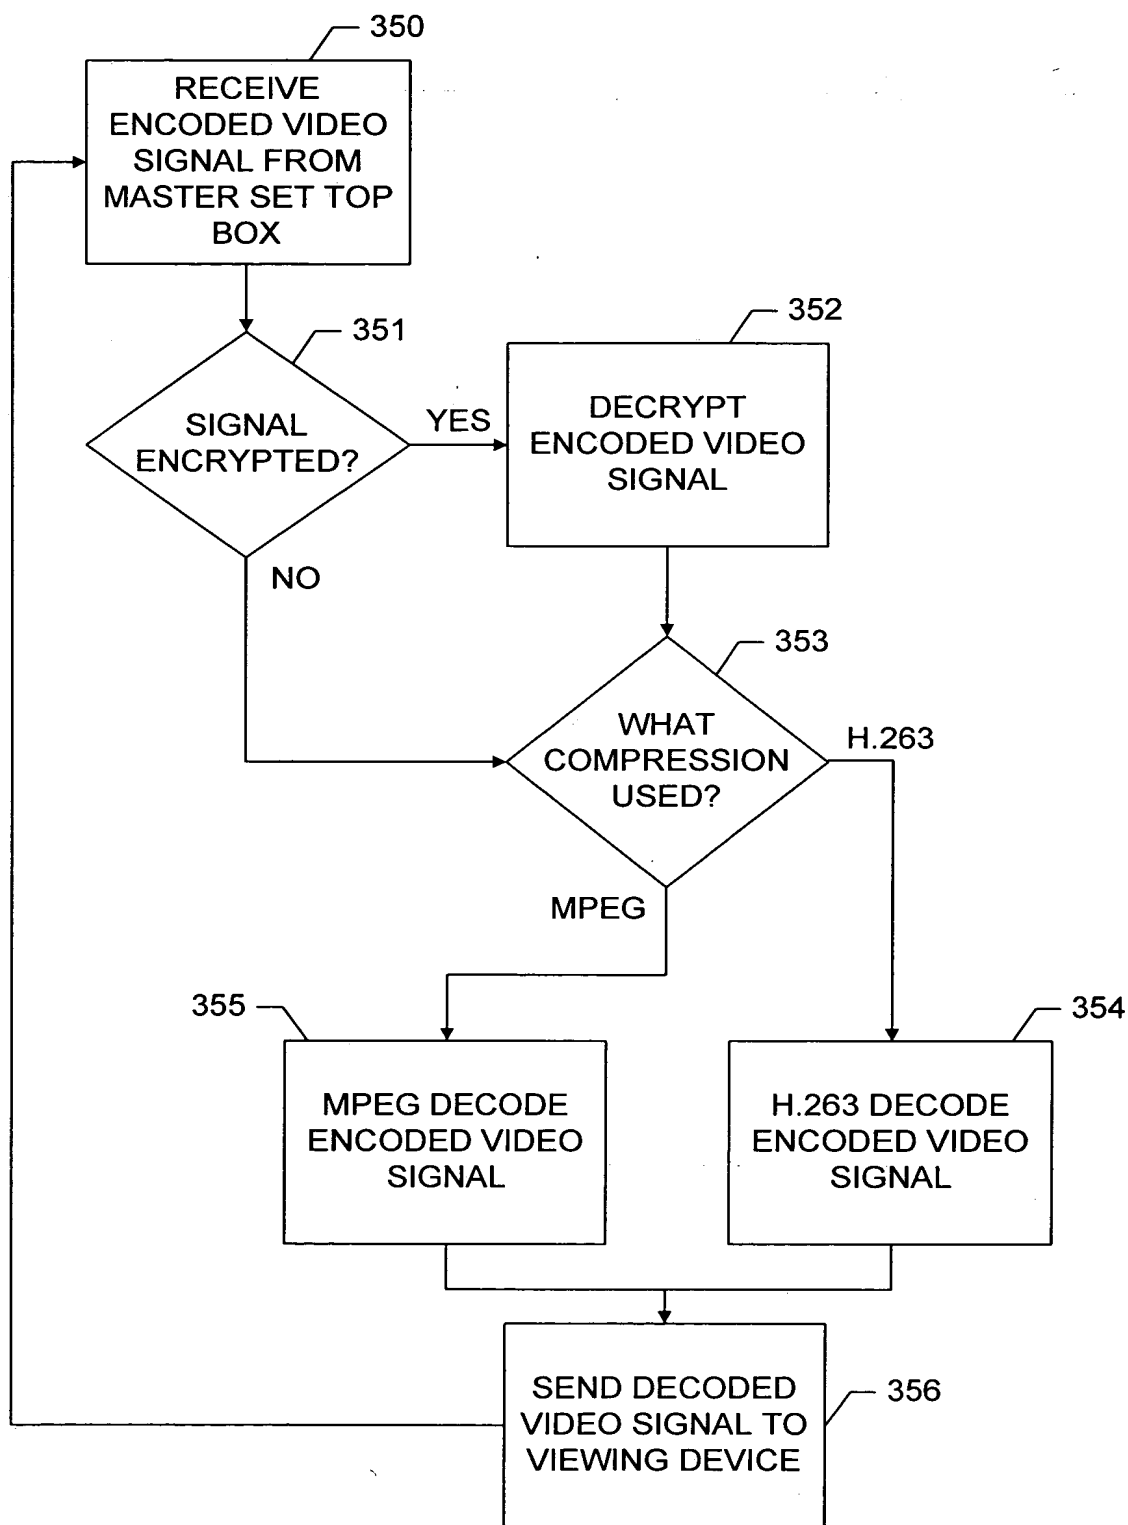 350
RECEIVE
ENCODED VIDEO
SIGNAL FROM
MASTER SET TOP
BOX
351
SIGNAL
ENCRYPTED?
YES
NO
352
DECRYPT
ENCODED VIDEO
SIGNAL
353
WHAT
COMPRESSION
USED?
H.263
MPEG
355
MPEG DECODE
ENCODED VIDEO
SIGNAL
354
H.263 DECODE
ENCODED VIDEO
SIGNAL
356
SEND DECODED
VIDEO SIGNAL TO
VIEWING DEVICE